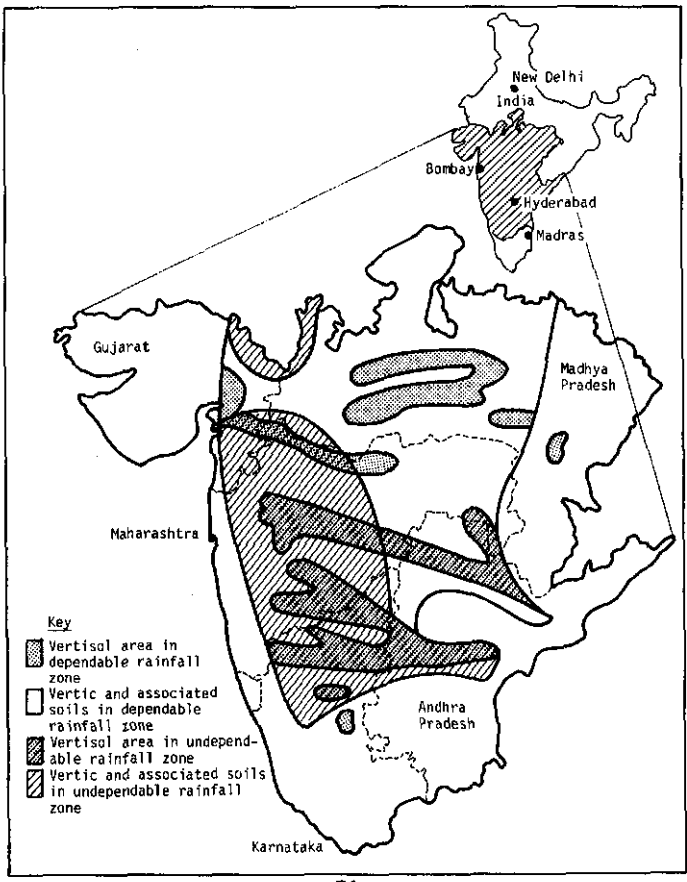 New Delhi
India
Bombay
Hyderabad
Madras
Gujarat
Madhya
Pradesh
Maharashtra
Key
Vertisol area in
dependable rainfall
zone
Vertic and associated
soils in dependable
rainfall zone
Vertisol area in undepend-
able rainfall zone
Vertic and associated soils
in undependable rainfall
zone
Andhra
Pradesh
Karnataka